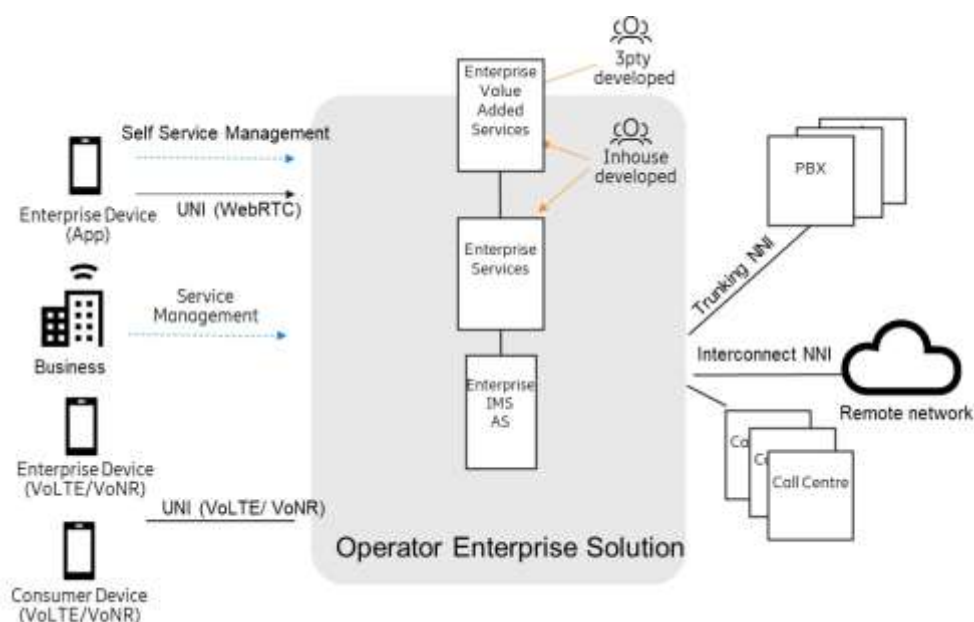 3pty
developed
Enterprise
Value
Added
Services
Self Service Management
Inhouse
developed
UNI (WebRTC)
Enterprise Device
(App)
PBX
Enterprise
Services
Trunking NNI
Service
Management
Business
Interconnect NNI
Remote network
Enterprise
IMS
AS
Enterprise Device
(VoLTE/VoNR)
Ca
Call Centre
UNI (VoLTE/ VoNR)
Operator Enterprise Solution
Consumer Device
(VoLTE/VoNR)